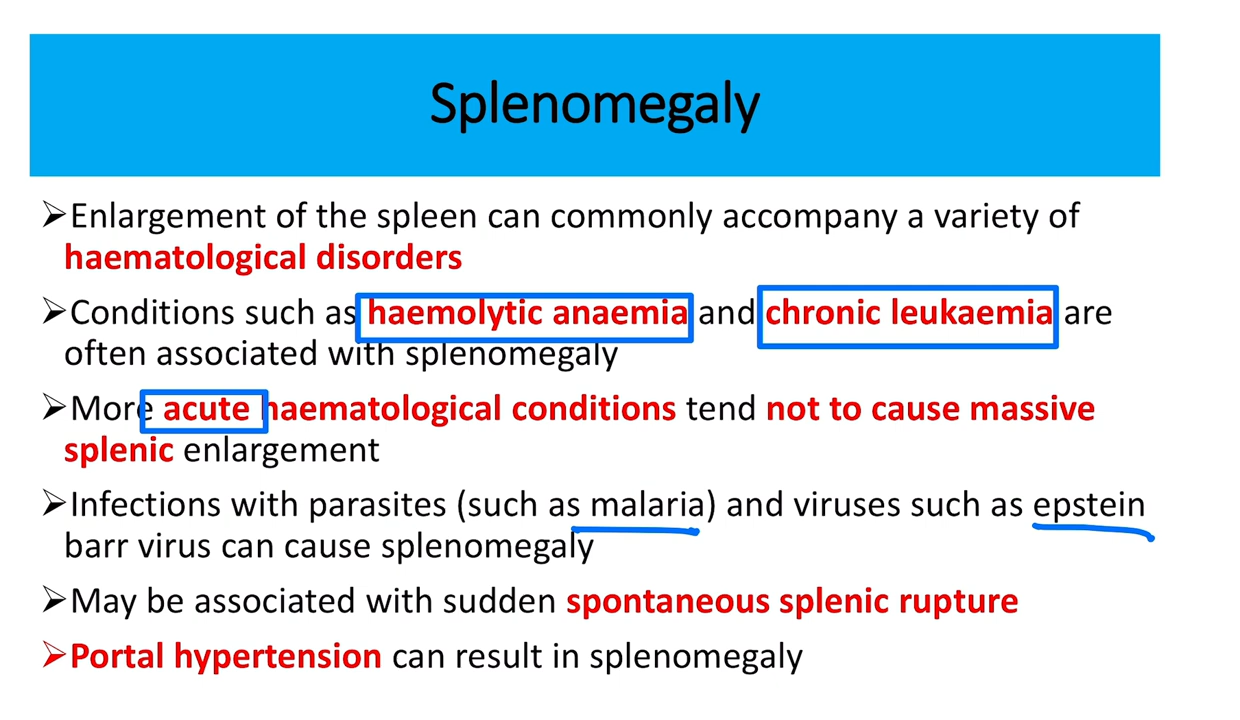 Splenomegaly
➢Enlargement of the spleen can commonly accompany a variety of
haematological disorders
➢Conditions such as haemolytic anaemia and chronic leukaemia are
often associated with splenomegaly
➢More acute haematological conditions tend not to cause massive
splenic enlargement
➢Infections with parasites (such as malaria) and viruses such as epstein
barr virus can cause splenomegaly
➢May be associated with sudden spontaneous splenic rupture
➢Portal hypertension can result in splenomegaly